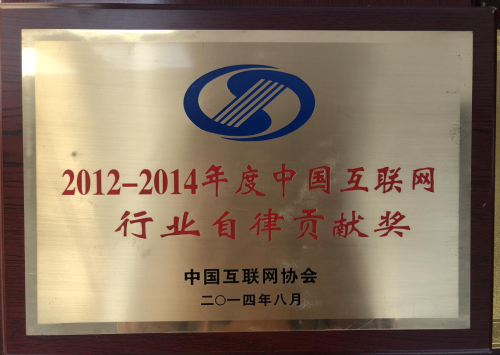 2012-2014年度中国互联网
行业自律贡献奖
中国互联网协会
二〇一四年八月